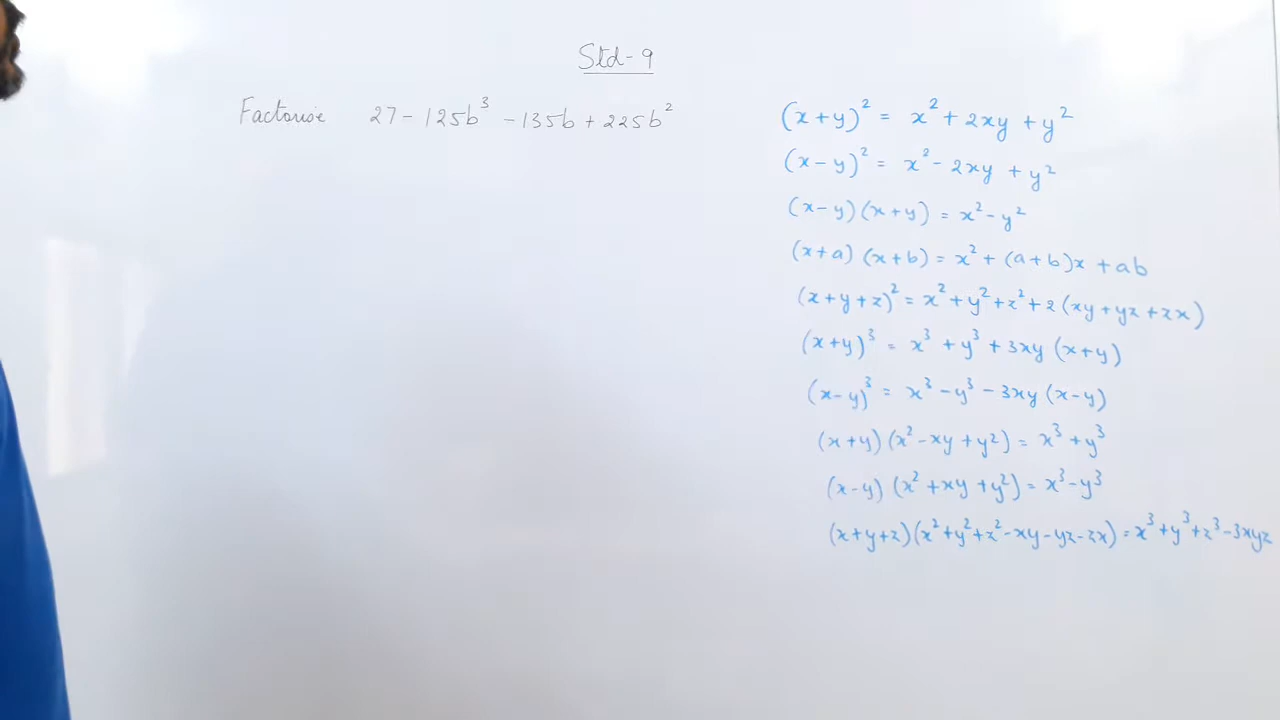 Std-9
Factorise 27 - 125b³ - 135b + 225b²
(x+y)² = x² + 2xy + y²
(x-y)² = x² - 2xy + y²
(x-y)(x+y) = x² - y²
(x+a)(x+b) = x² + (a+b)x + ab
(x+y+z)² = x² + y² + z² + 2(xy+yz+zx)
(x+y)³ = x³ + y³ + 3xy(x+y)
(x-y)³ = x³ - y³ - 3xy(x-y)
(x+y)(x² - xy + y²) = x³ + y³
(x-y)(x² + xy + y²) = x³ - y³
(x+y+z)(x²+y²+z²-xy-yz-zx) = x³+y³+z³-3xyz